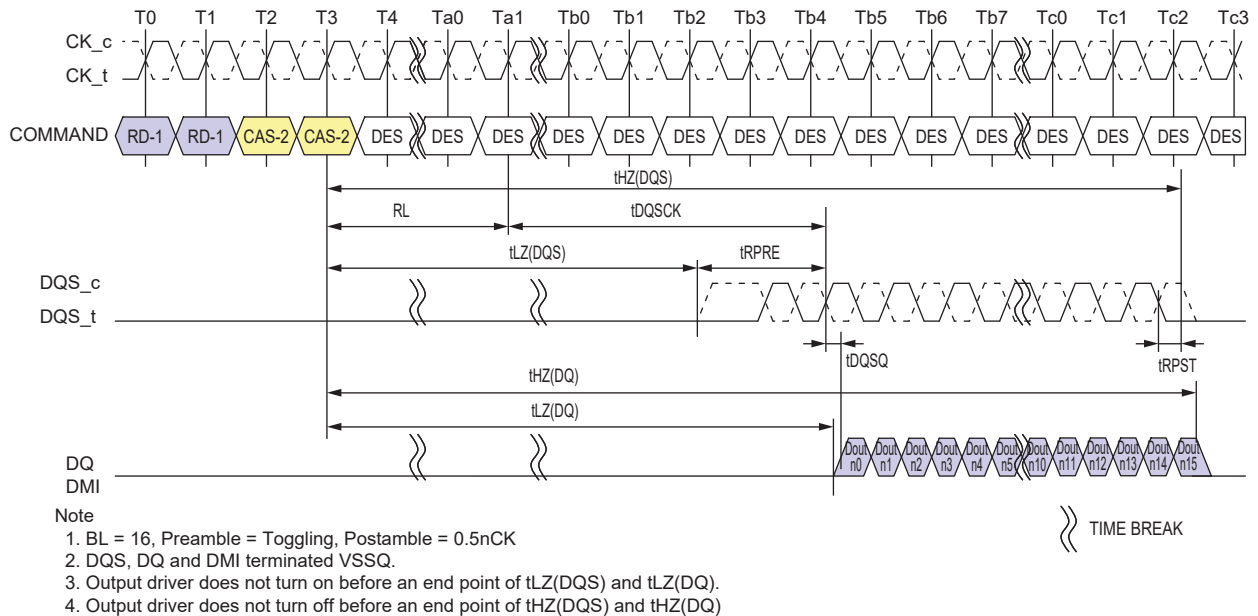 T0 T1 T2 T3 T4 Ta0 Ta1 Tb0 Tb1 Tb2 Tb3 Tb4 Tb5 Tb6 Tb7 Tc0 Tc1 Tc2 Tc3
CK_c
CK_t
COMMAND RD-1 RD-1 CAS-2 CAS-2 DES DES DES DES DES DES DES DES DES DES DES DES DES DES DES
tHZ(DQS)
RL tDQSCK
tLZ(DQS) tRPRE
DQS_c
DQS_t
tDQSQ tRPST
tHZ(DQ)
tLZ(DQ)
Dout Dout Dout Dout Dout Dout Dout Dout Dout Dout Dout Dout
n0 n1 n2 n3 n4 n5 n10 n11 n12 n13 n14 n15
DQ
DMI
Note
1. BL = 16, Preamble = Toggling, Postamble = 0.5nCK
2. DQS, DQ and DMI terminated VSSQ.
3. Output driver does not turn on before an end point of tLZ(DQS) and tLZ(DQ).
4. Output driver does not turn off before an end point of tHZ(DQS) and tHZ(DQ)
TIME BREAK